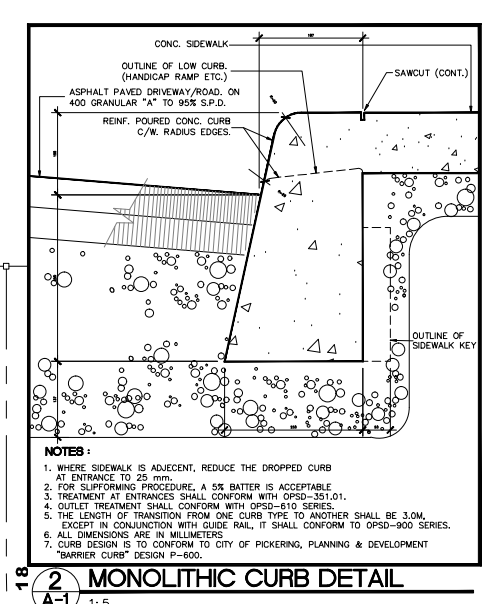 CONC. SIDEWALK
OUTLINE OF LOW CURB.
(HANDICAP RAMP ETC.)
SAWCUT (CONT.)
ASPHALT PAVED DRIVEWAY/ROAD. ON
400 GRANULAR "A" TO 95% S.P.D.
REINF. POURED CONC. CURB
C/W. RADIUS EDGES.
OUTLINE OF
SIDEWALK KEY
NOTES :
1. WHERE SIDEWALK IS ADJECENT, REDUCE THE DROPPED CURB
AT ENTRANCE TO 25 mm.
2. FOR SLIPFORMING PROCEDURE, A 5% BATTER IS ACCEPTABLE
3. TREATMENT AT ENTRANCES SHALL CONFORM WITH OPSD-351.01.
4. OUTLET TREATMENT SHALL CONFORM WITH OPSD-610 SERIES.
5. THE LENGTH OF TRANSITION FROM ONE CURB TYPE TO ANOTHER SHALL BE 3.0M,
EXCEPT IN CONJUNCTION WITH GUIDE RAIL, IT SHALL CONFORM TO OPSD-900 SERIES.
6. ALL DIMENSIONS ARE IN MILLIMETERS
7. CURB DESIGN IS TO CONFORM TO CITY OF PICKERING, PLANNING & DEVELOPMENT
"BARRIER CURB" DESIGN P-600.
18
2 MONOLITHIC CURB DETAIL
A-1 1:5